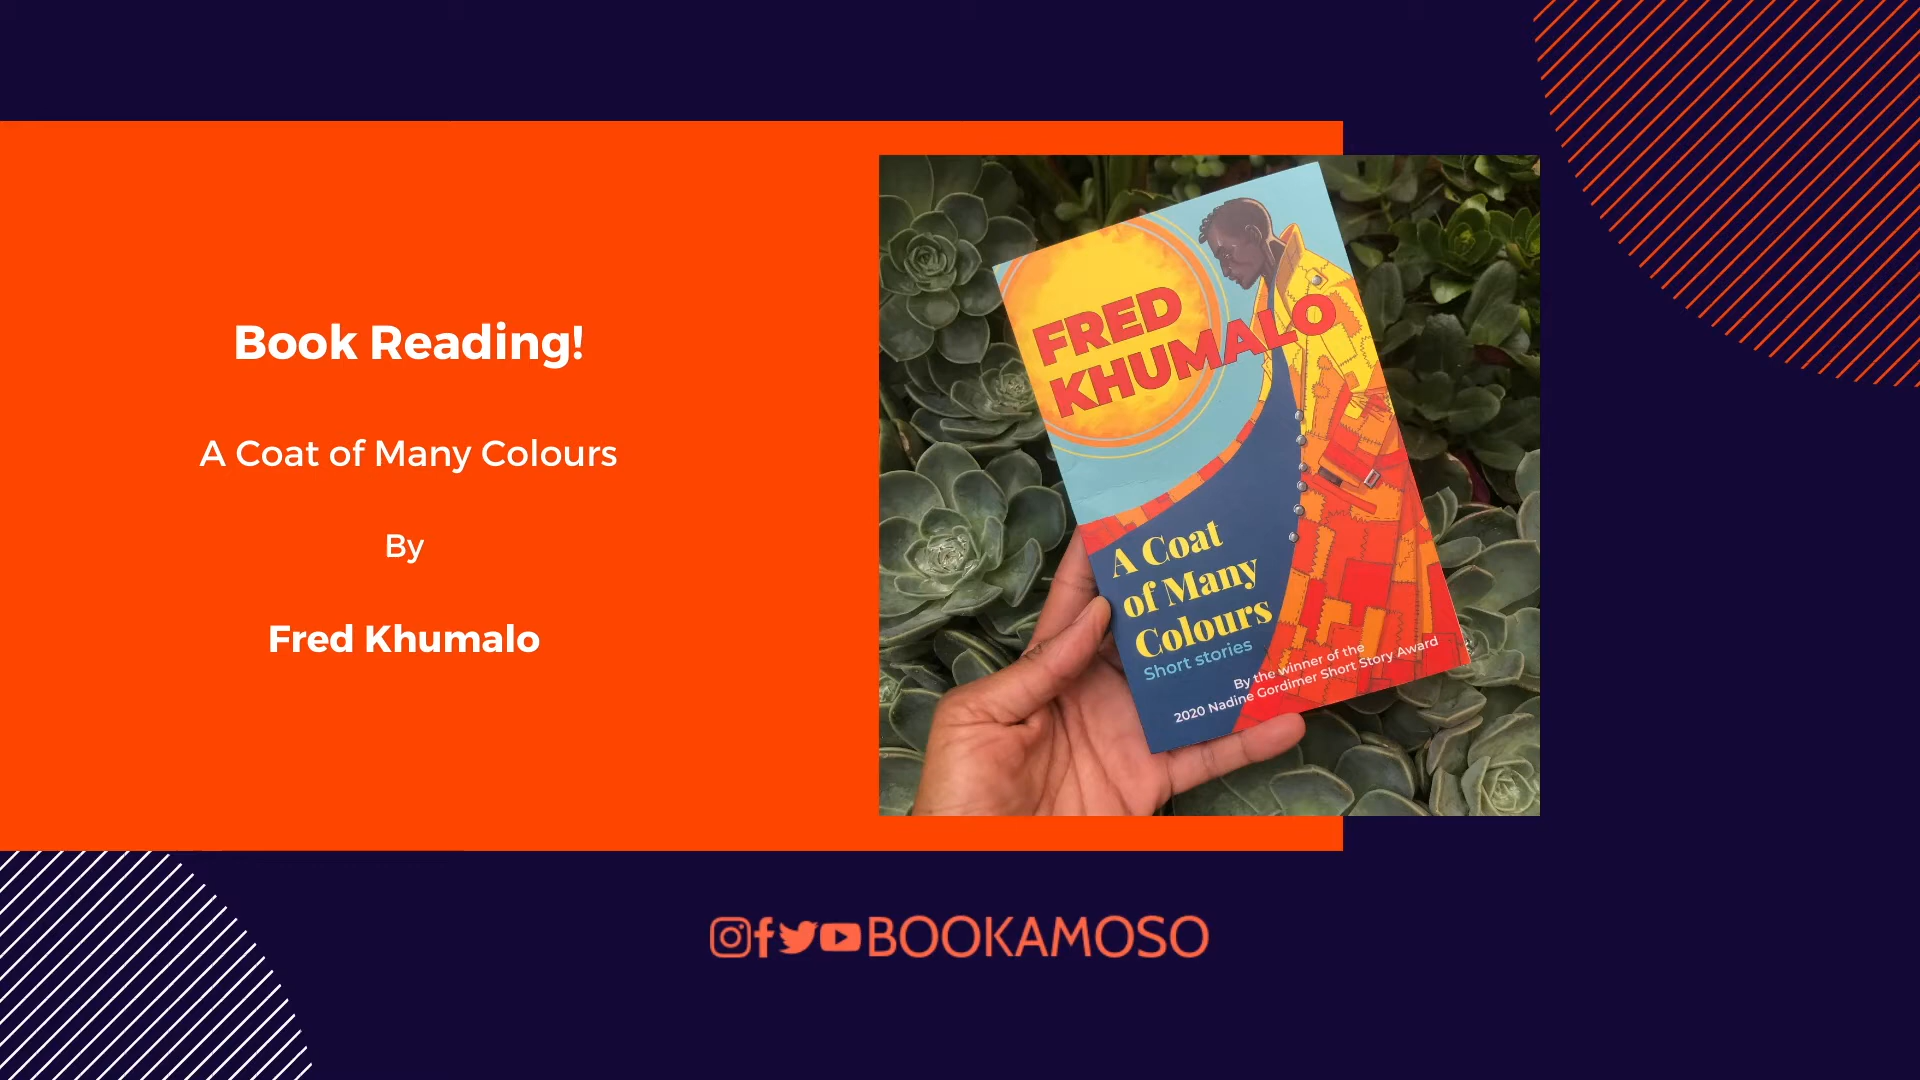 Book Reading!
A Coat of Many Colours
By
Fred Khumalo
FRED
KHUMALO
A Coat
of Many
Colours
Short stories
By the winner of the
2020 Nadine Gordimer Short Story Award
BOOKAMOSO